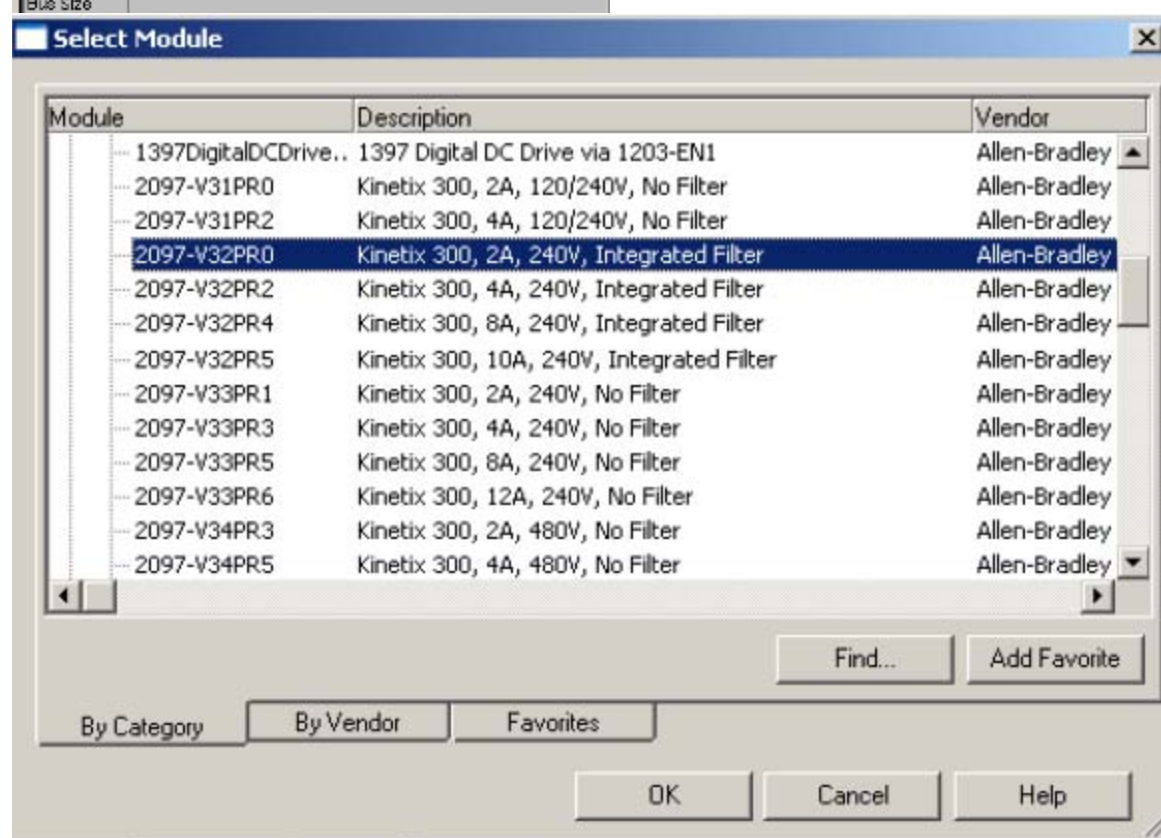 Bus Size
Select Module
Module Description Vendor
1397DigitalDCDrive.. 1397 Digital DC Drive via 1203-EN1 Allen-Bradley
2097-V31PR0 Kinetix 300, 2A, 120/240V, No Filter Allen-Bradley
2097-V31PR2 Kinetix 300, 4A, 120/240V, No Filter Allen-Bradley
2097-V32PR0 Kinetix 300, 2A, 240V, Integrated Filter Allen-Bradley
2097-V32PR2 Kinetix 300, 4A, 240V, Integrated Filter Allen-Bradley
2097-V32PR4 Kinetix 300, 8A, 240V, Integrated Filter Allen-Bradley
2097-V32PR5 Kinetix 300, 10A, 240V, Integrated Filter Allen-Bradley
2097-V33PR1 Kinetix 300, 2A, 240V, No Filter Allen-Bradley
2097-V33PR3 Kinetix 300, 4A, 240V, No Filter Allen-Bradley
2097-V33PR5 Kinetix 300, 8A, 240V, No Filter Allen-Bradley
2097-V33PR6 Kinetix 300, 12A, 240V, No Filter Allen-Bradley
2097-V34PR3 Kinetix 300, 2A, 480V, No Filter Allen-Bradley
2097-V34PR5 Kinetix 300, 4A, 480V, No Filter Allen-Bradley
Find... Add Favorite
By Category By Vendor Favorites
OK Cancel Help